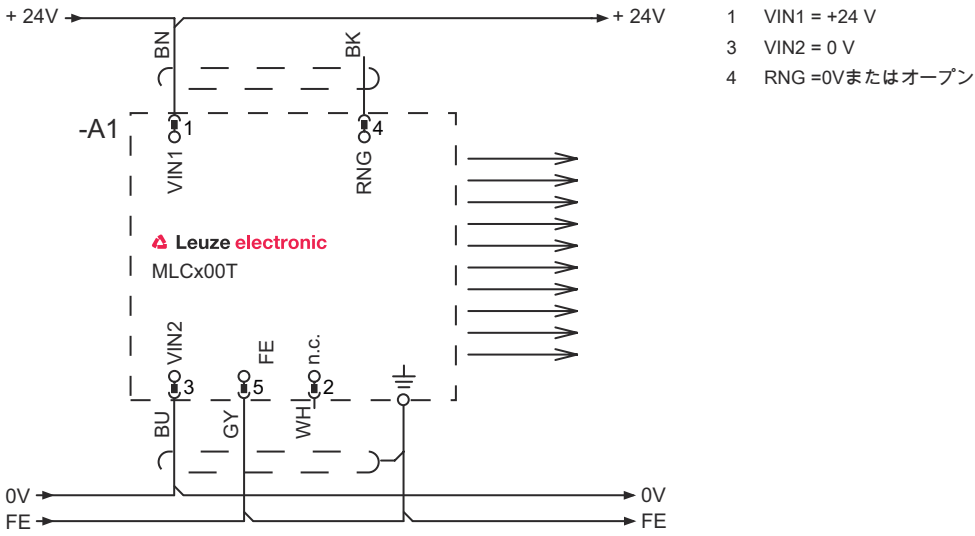 + 24V
+ 24V
1 VIN1 = +24 V
3 VIN2 = 0 V
4 RNG =0Vまたはオープン
BN
BK
-A1
1
4
VIN1
RNG
Leuze electronic
MLCx00T
VIN2
FE
n.c.
3
5
2
BU
GY
WH
0V
0V
FE
FE